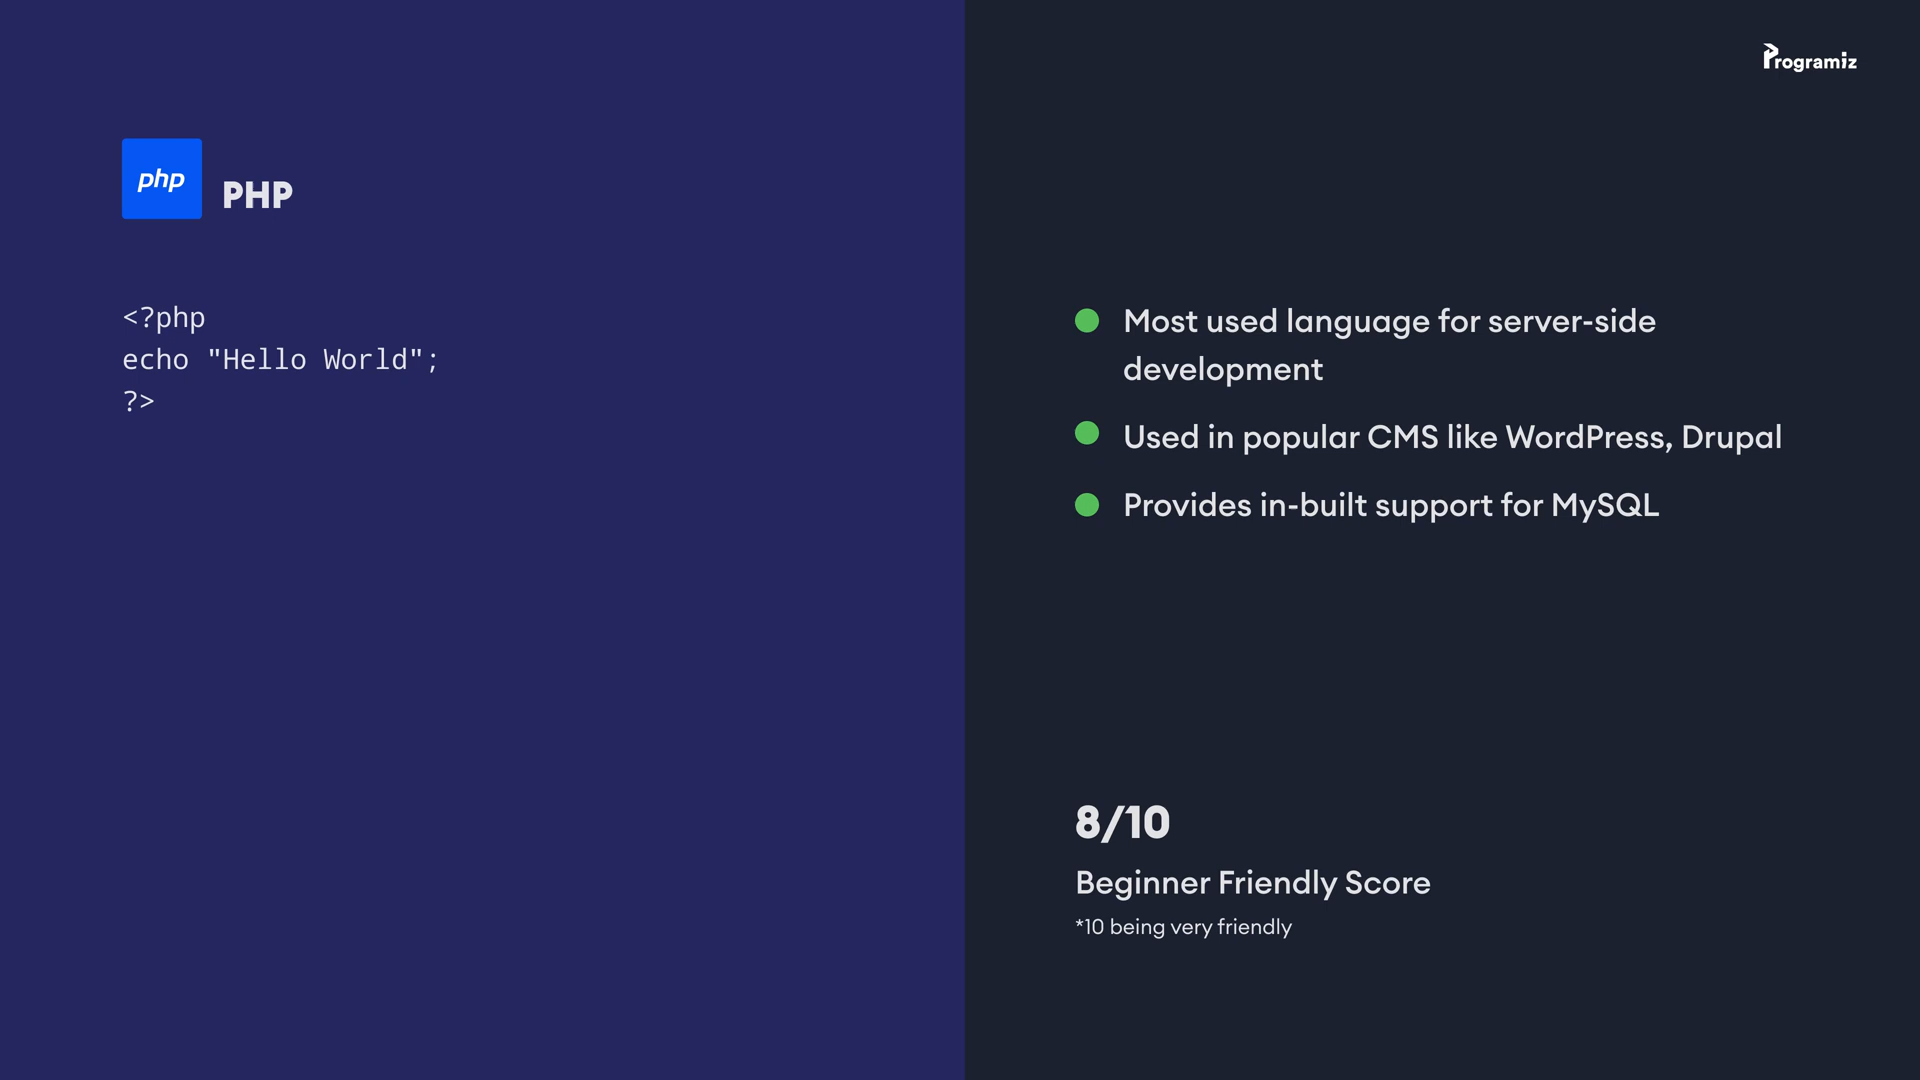 Programiz
php
PHP
<?php
echo "Hello World";
?>
Most used language for server-side
development
Used in popular CMS like WordPress, Drupal
Provides in-built support for MySQL
8/10
Beginner Friendly Score
*10 being very friendly